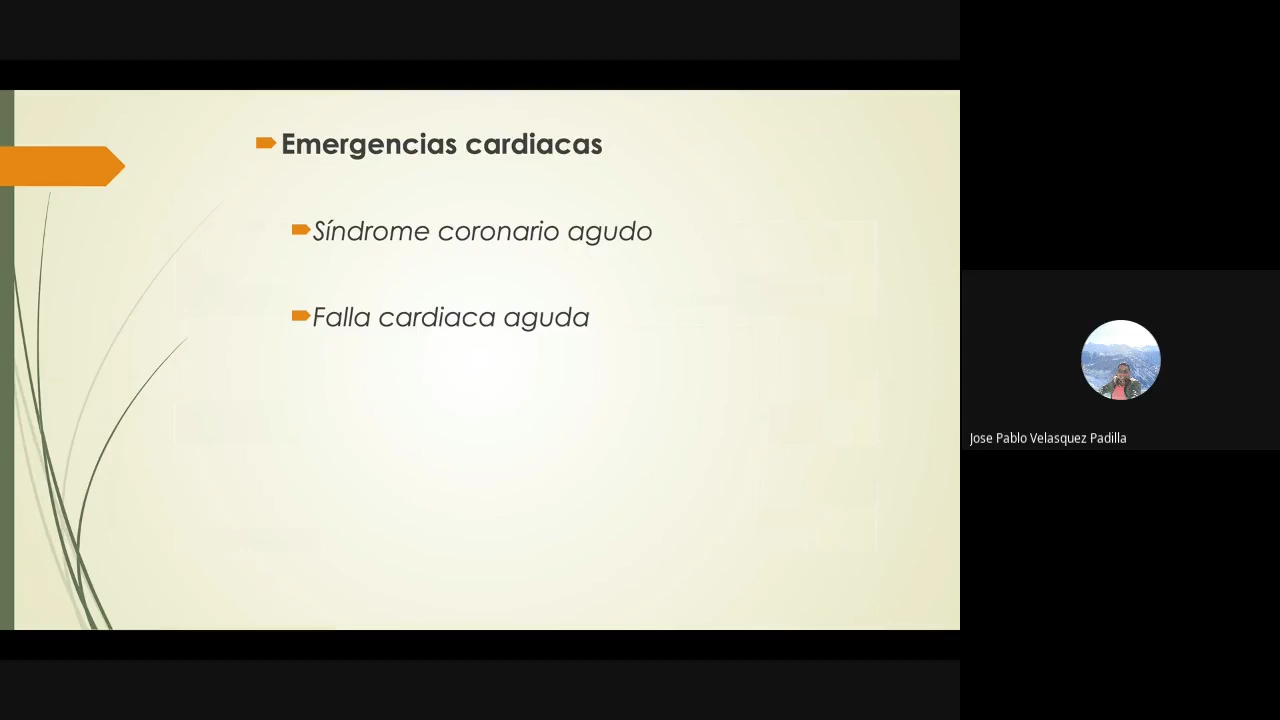 Emergencias cardiacas
Síndrome coronario agudo
Falla cardiaca aguda
Jose Pablo Velasquez Padilla